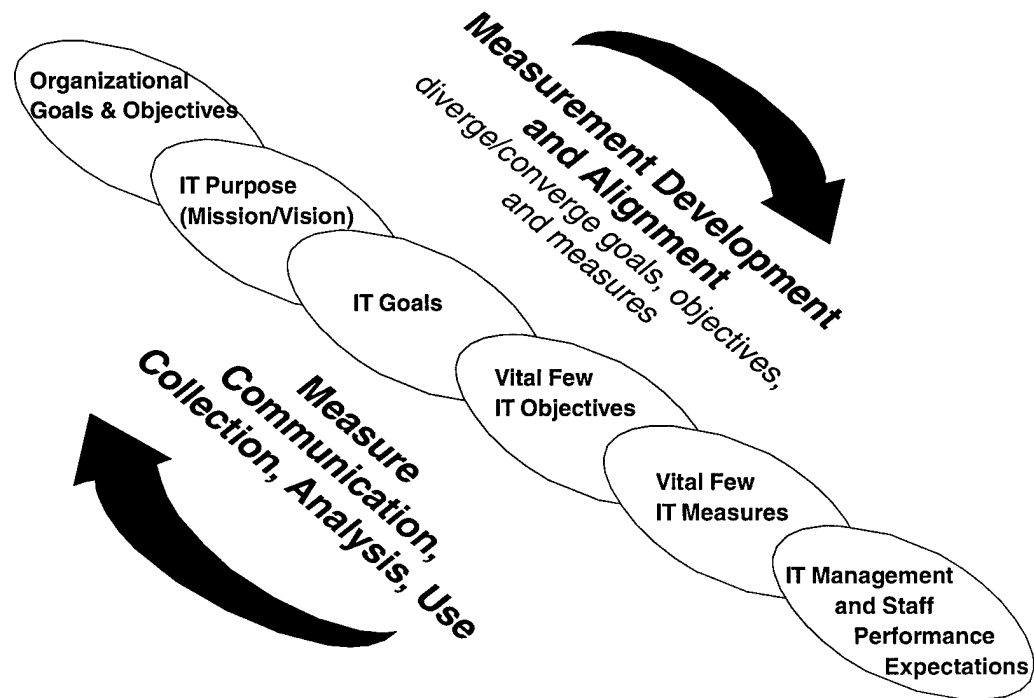 Organizational
Goals & Objectives
IT Purpose
(Mission/Vision)
IT Goals
Vital Few
IT Objectives
Vital Few
IT Measures
IT Management
and Staff
Performance
Expectations
Measurement Development
and Alignment
diverge/converge goals, objectives,
and measures
Measure
Communication,
Collection, Analysis, Use